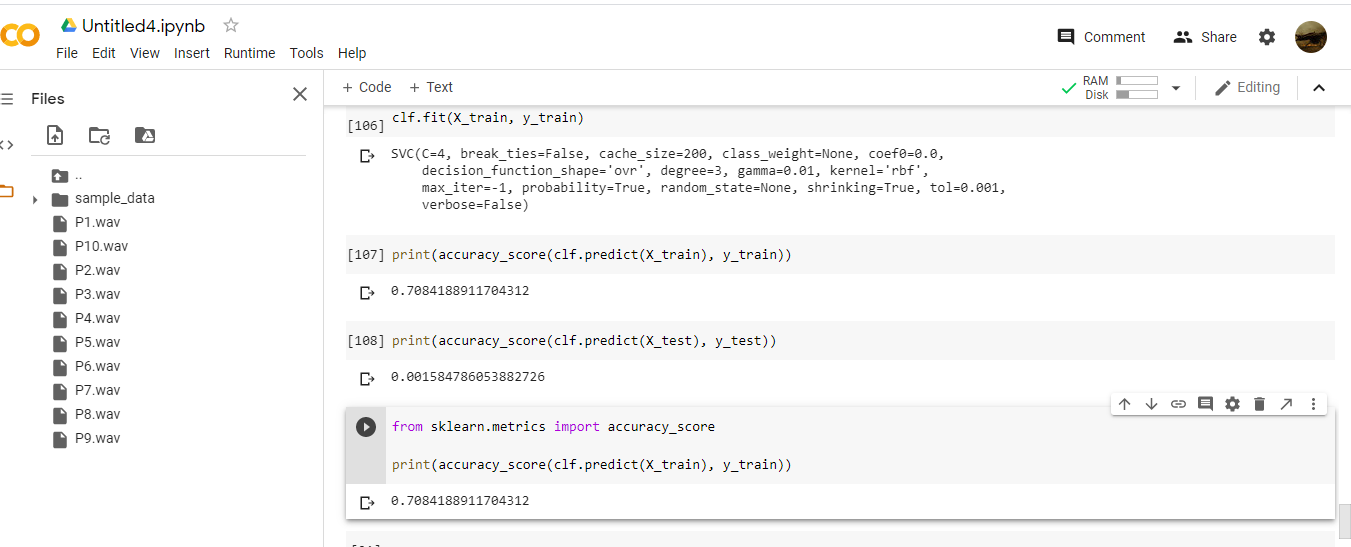 Untitled4.ipynb
File Edit View Insert Runtime Tools Help
Comment Share
Files
+ Code + Text
RAM
Disk
Editing
..
sample_data
P1.wav
P10.wav
P2.wav
P3.wav
P4.wav
P5.wav
P6.wav
P7.wav
P8.wav
P9.wav
[106] clf.fit(X_train, y_train)
SVC(C=4, break_ties=False, cache_size=200, class_weight=None, coef0=0.0,
decision_function_shape='ovr', degree=3, gamma=0.01, kernel='rbf',
max_iter=-1, probability=True, random_state=None, shrinking=True, tol=0.001,
verbose=False)
[107] print(accuracy_score(clf.predict(X_train), y_train))
0.7084188911704312
[108] print(accuracy_score(clf.predict(X_test), y_test))
0.001584786053882726
from sklearn.metrics import accuracy_score
print(accuracy_score(clf.predict(X_train), y_train))
0.7084188911704312